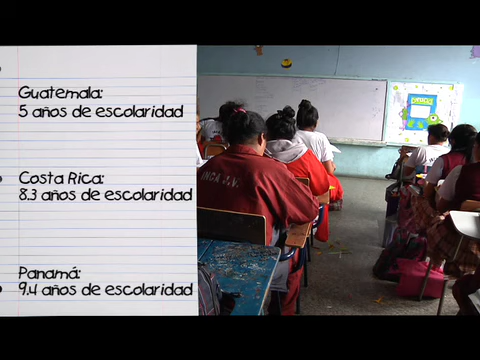 Guatemala:
5 años de escolaridad
Costa Rica:
8.3 años de escolaridad
Panamá:
9.4 años de escolaridad